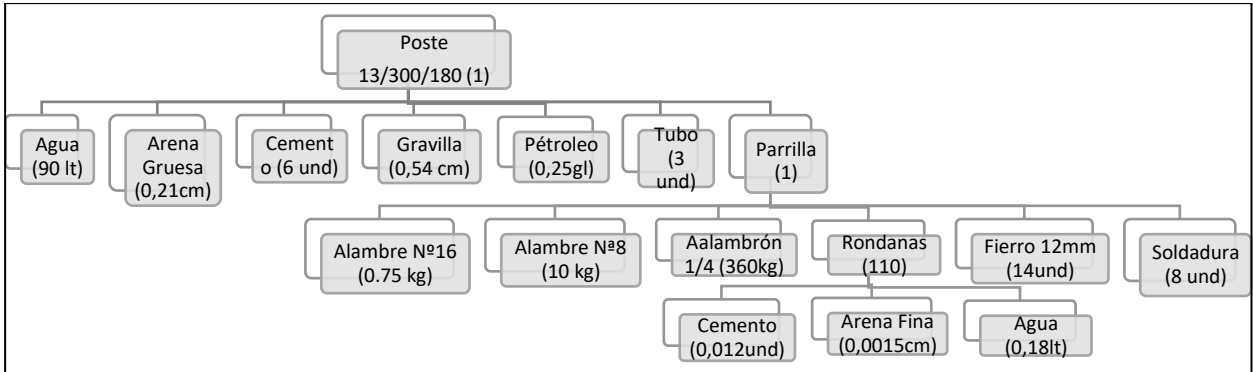 Poste
13/300/180 (1)
Agua
(90 lt)
Arena
Gruesa
(0,21cm)
Cement
o (6 und)
Gravilla
(0,54 cm)
Pétroleo
(0,25gl)
Tubo
(3
und)
Parrilla
(1)
Alambre Nº16
(0.75 kg)
Alambre Nª8
(10 kg)
Aalambrón
1/4 (360kg)
Rondanas
(110)
Fierro 12mm
(14und)
Soldadura
(8 und)
Cemento
(0,012und)
Arena Fina
(0,0015cm)
Agua
(0,18lt)